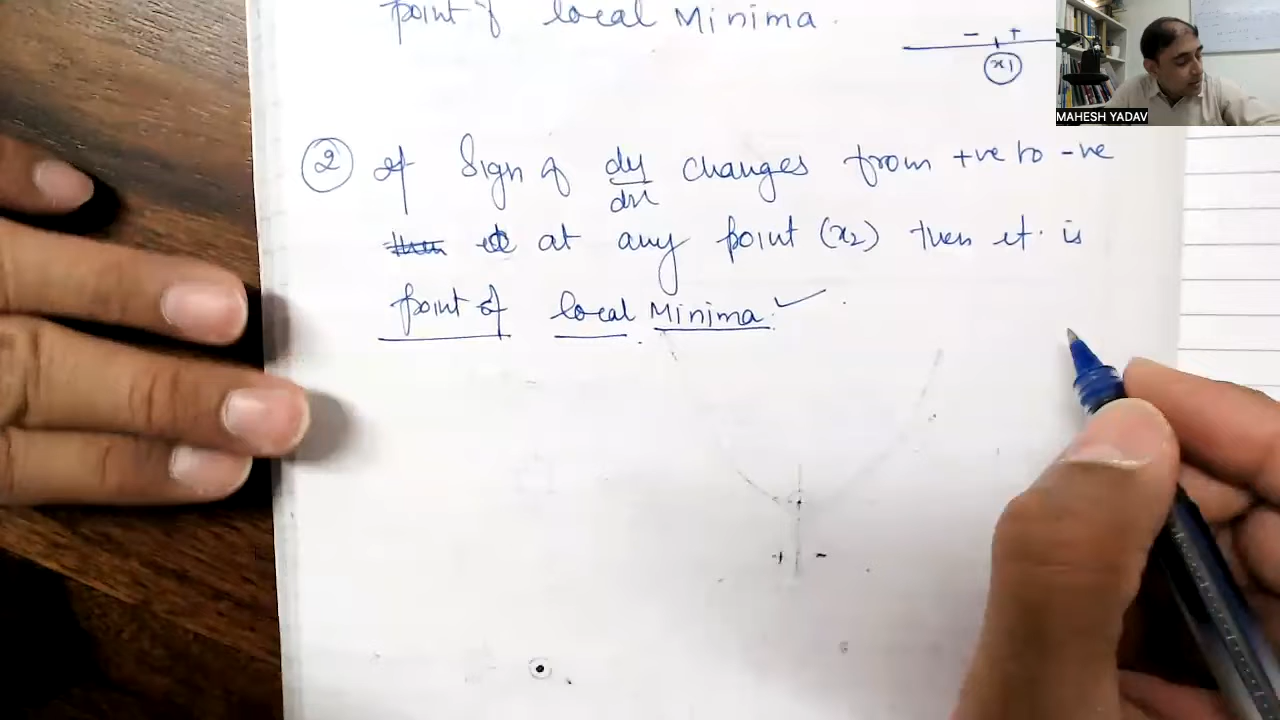 point of local Minima.
- +
x1
MAHESH YADAV
② If Sign of dy/dx changes from +ve to -ve
at any point (x2) then it is
point of local Minima.
+ -